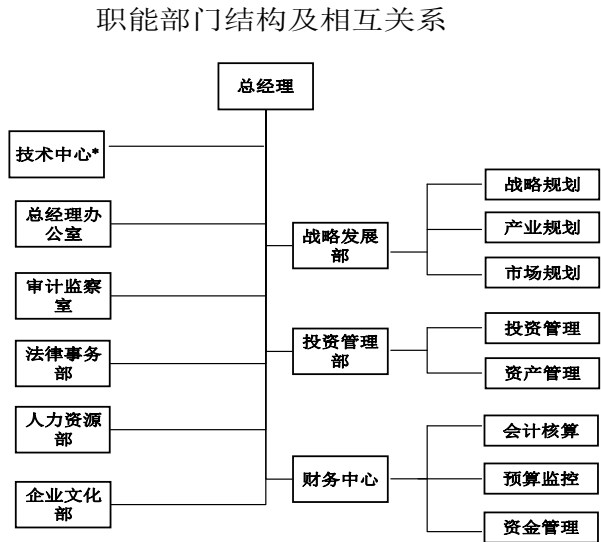 职能部门结构及相互关系
总经理
技术中心*
总经理办
公室
审计监察
室
法律事务
部
人力资源
部
企业文化
部
战略发展
部
投资管理
部
财务中心
战略规划
产业规划
市场规划
投资管理
资产管理
会计核算
预算监控
资金管理